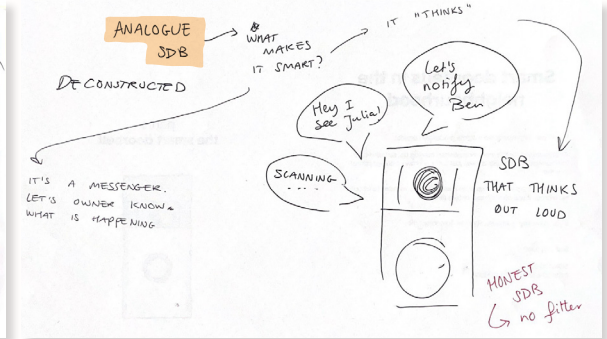 ANALOGUE
SDB
DECONSTRUCTED
WHAT
MAKES
IT SMART?
IT "THINKS"
IT'S A MESSENGER.
LET'S OWNER KNOW
WHAT IS HAPPENING
SCANNING
....
Hey I
see Julia!
Let's
notify
Ben
SDB
THAT THINKS
OUT LOUD
HONEST
SDB
no filter